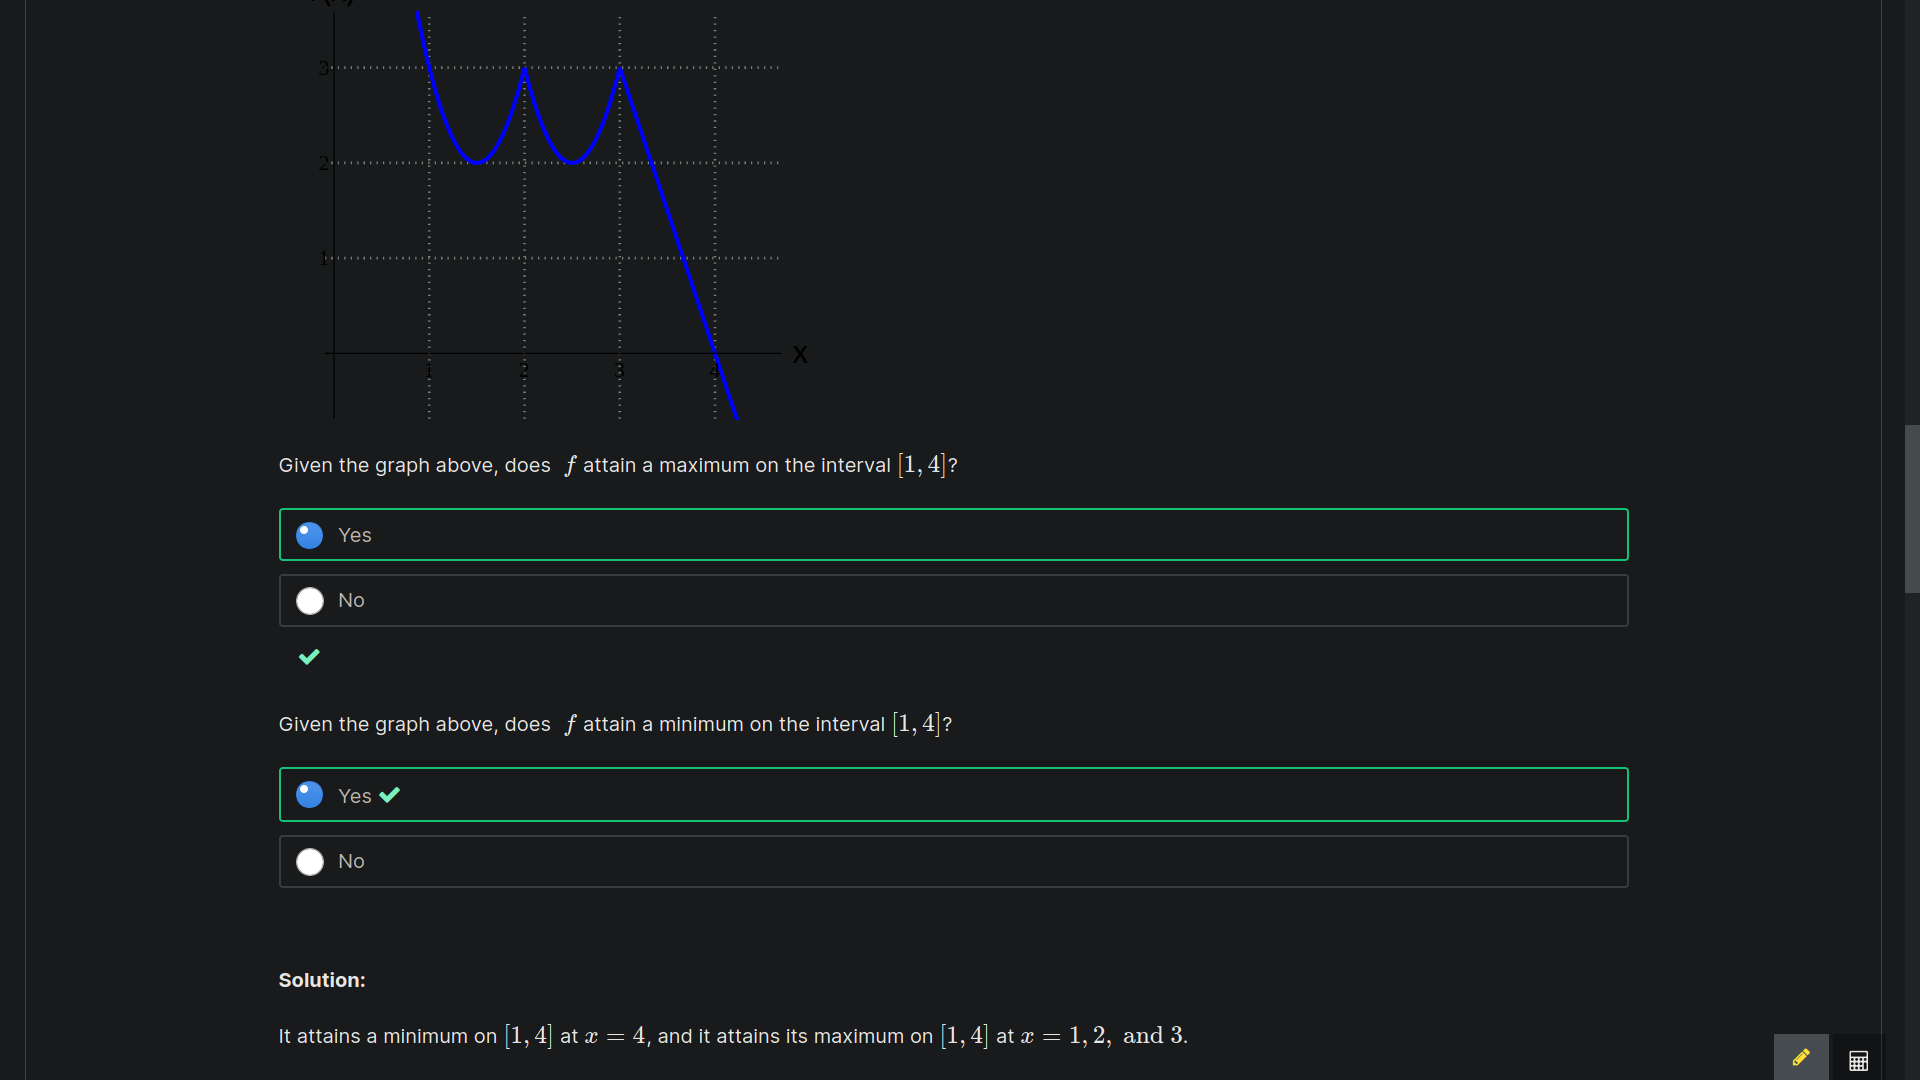 3
2
1
X
1 2 3 4
Given the graph above, does f attain a maximum on the interval [1, 4]?
Yes
No
Given the graph above, does f attain a minimum on the interval [1, 4]?
Yes
No
Solution:
It attains a minimum on [1, 4] at x = 4, and it attains its maximum on [1, 4] at x = 1, 2, and 3.